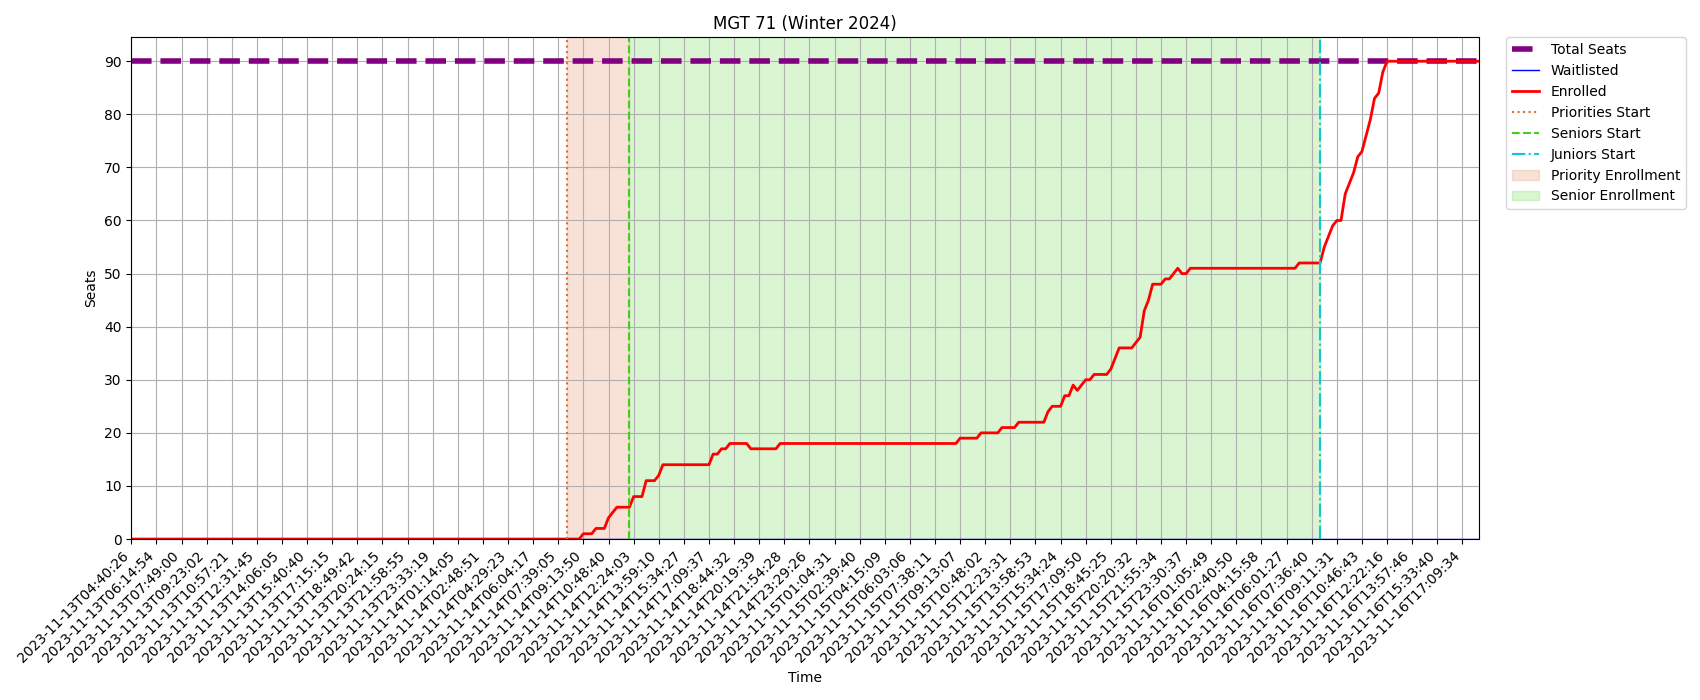 MGT 71 (Winter 2024)
Total Seats
Waitlisted
Enrolled
Priorities Start
Seniors Start
Juniors Start
Priority Enrollment
Senior Enrollment
Seats
90
80
70
60
50
40
30
20
10
0
2023-11-13T04:40:26
2023-11-13T06:14:54
2023-11-13T07:49:00
2023-11-13T09:23:02
2023-11-13T10:57:21
2023-11-13T12:31:45
2023-11-13T14:06:05
2023-11-13T15:40:40
2023-11-13T17:15:15
2023-11-13T18:49:42
2023-11-13T20:24:15
2023-11-13T21:58:55
2023-11-13T23:33:19
2023-11-14T01:14:05
2023-11-14T02:48:51
2023-11-14T04:29:23
2023-11-14T06:04:17
2023-11-14T07:39:05
2023-11-14T09:13:50
2023-11-14T10:48:40
2023-11-14T12:24:03
2023-11-14T13:59:10
2023-11-14T15:34:27
2023-11-14T17:09:37
2023-11-14T18:44:32
2023-11-14T20:19:39
2023-11-14T21:54:28
2023-11-14T23:29:26
2023-11-15T01:04:31
2023-11-15T02:39:40
2023-11-15T04:15:09
2023-11-15T06:03:06
2023-11-15T07:38:11
2023-11-15T09:13:07
2023-11-15T10:48:02
2023-11-15T12:23:31
2023-11-15T13:58:53
2023-11-15T15:34:24
2023-11-15T17:09:50
2023-11-15T18:45:25
2023-11-15T20:20:32
2023-11-15T21:55:34
2023-11-15T23:30:37
2023-11-16T01:05:49
2023-11-16T02:40:50
2023-11-16T04:15:58
2023-11-16T06:01:27
2023-11-16T07:36:40
2023-11-16T09:11:31
2023-11-16T10:46:43
2023-11-16T12:22:16
2023-11-16T13:57:46
2023-11-16T15:33:40
2023-11-16T17:09:34
Time